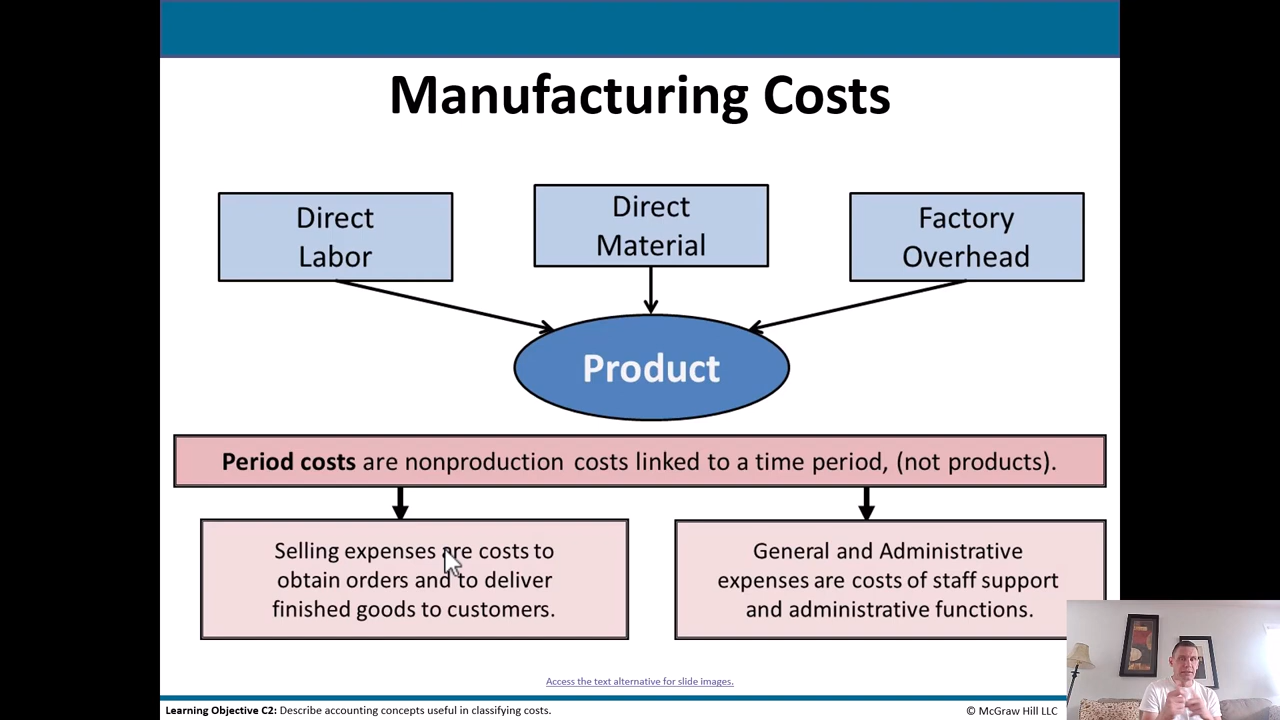 Manufacturing Costs
Direct
Labor
Direct
Material
Factory
Overhead
Product
Period costs are nonproduction costs linked to a time period, (not products).
Selling expenses are costs to
obtain orders and to deliver
finished goods to customers.
General and Administrative
expenses are costs of staff support
and administrative functions.
Access the text alternative for slide images.
Learning Objective C2: Describe accounting concepts useful in classifying costs.
© McGraw Hill LLC